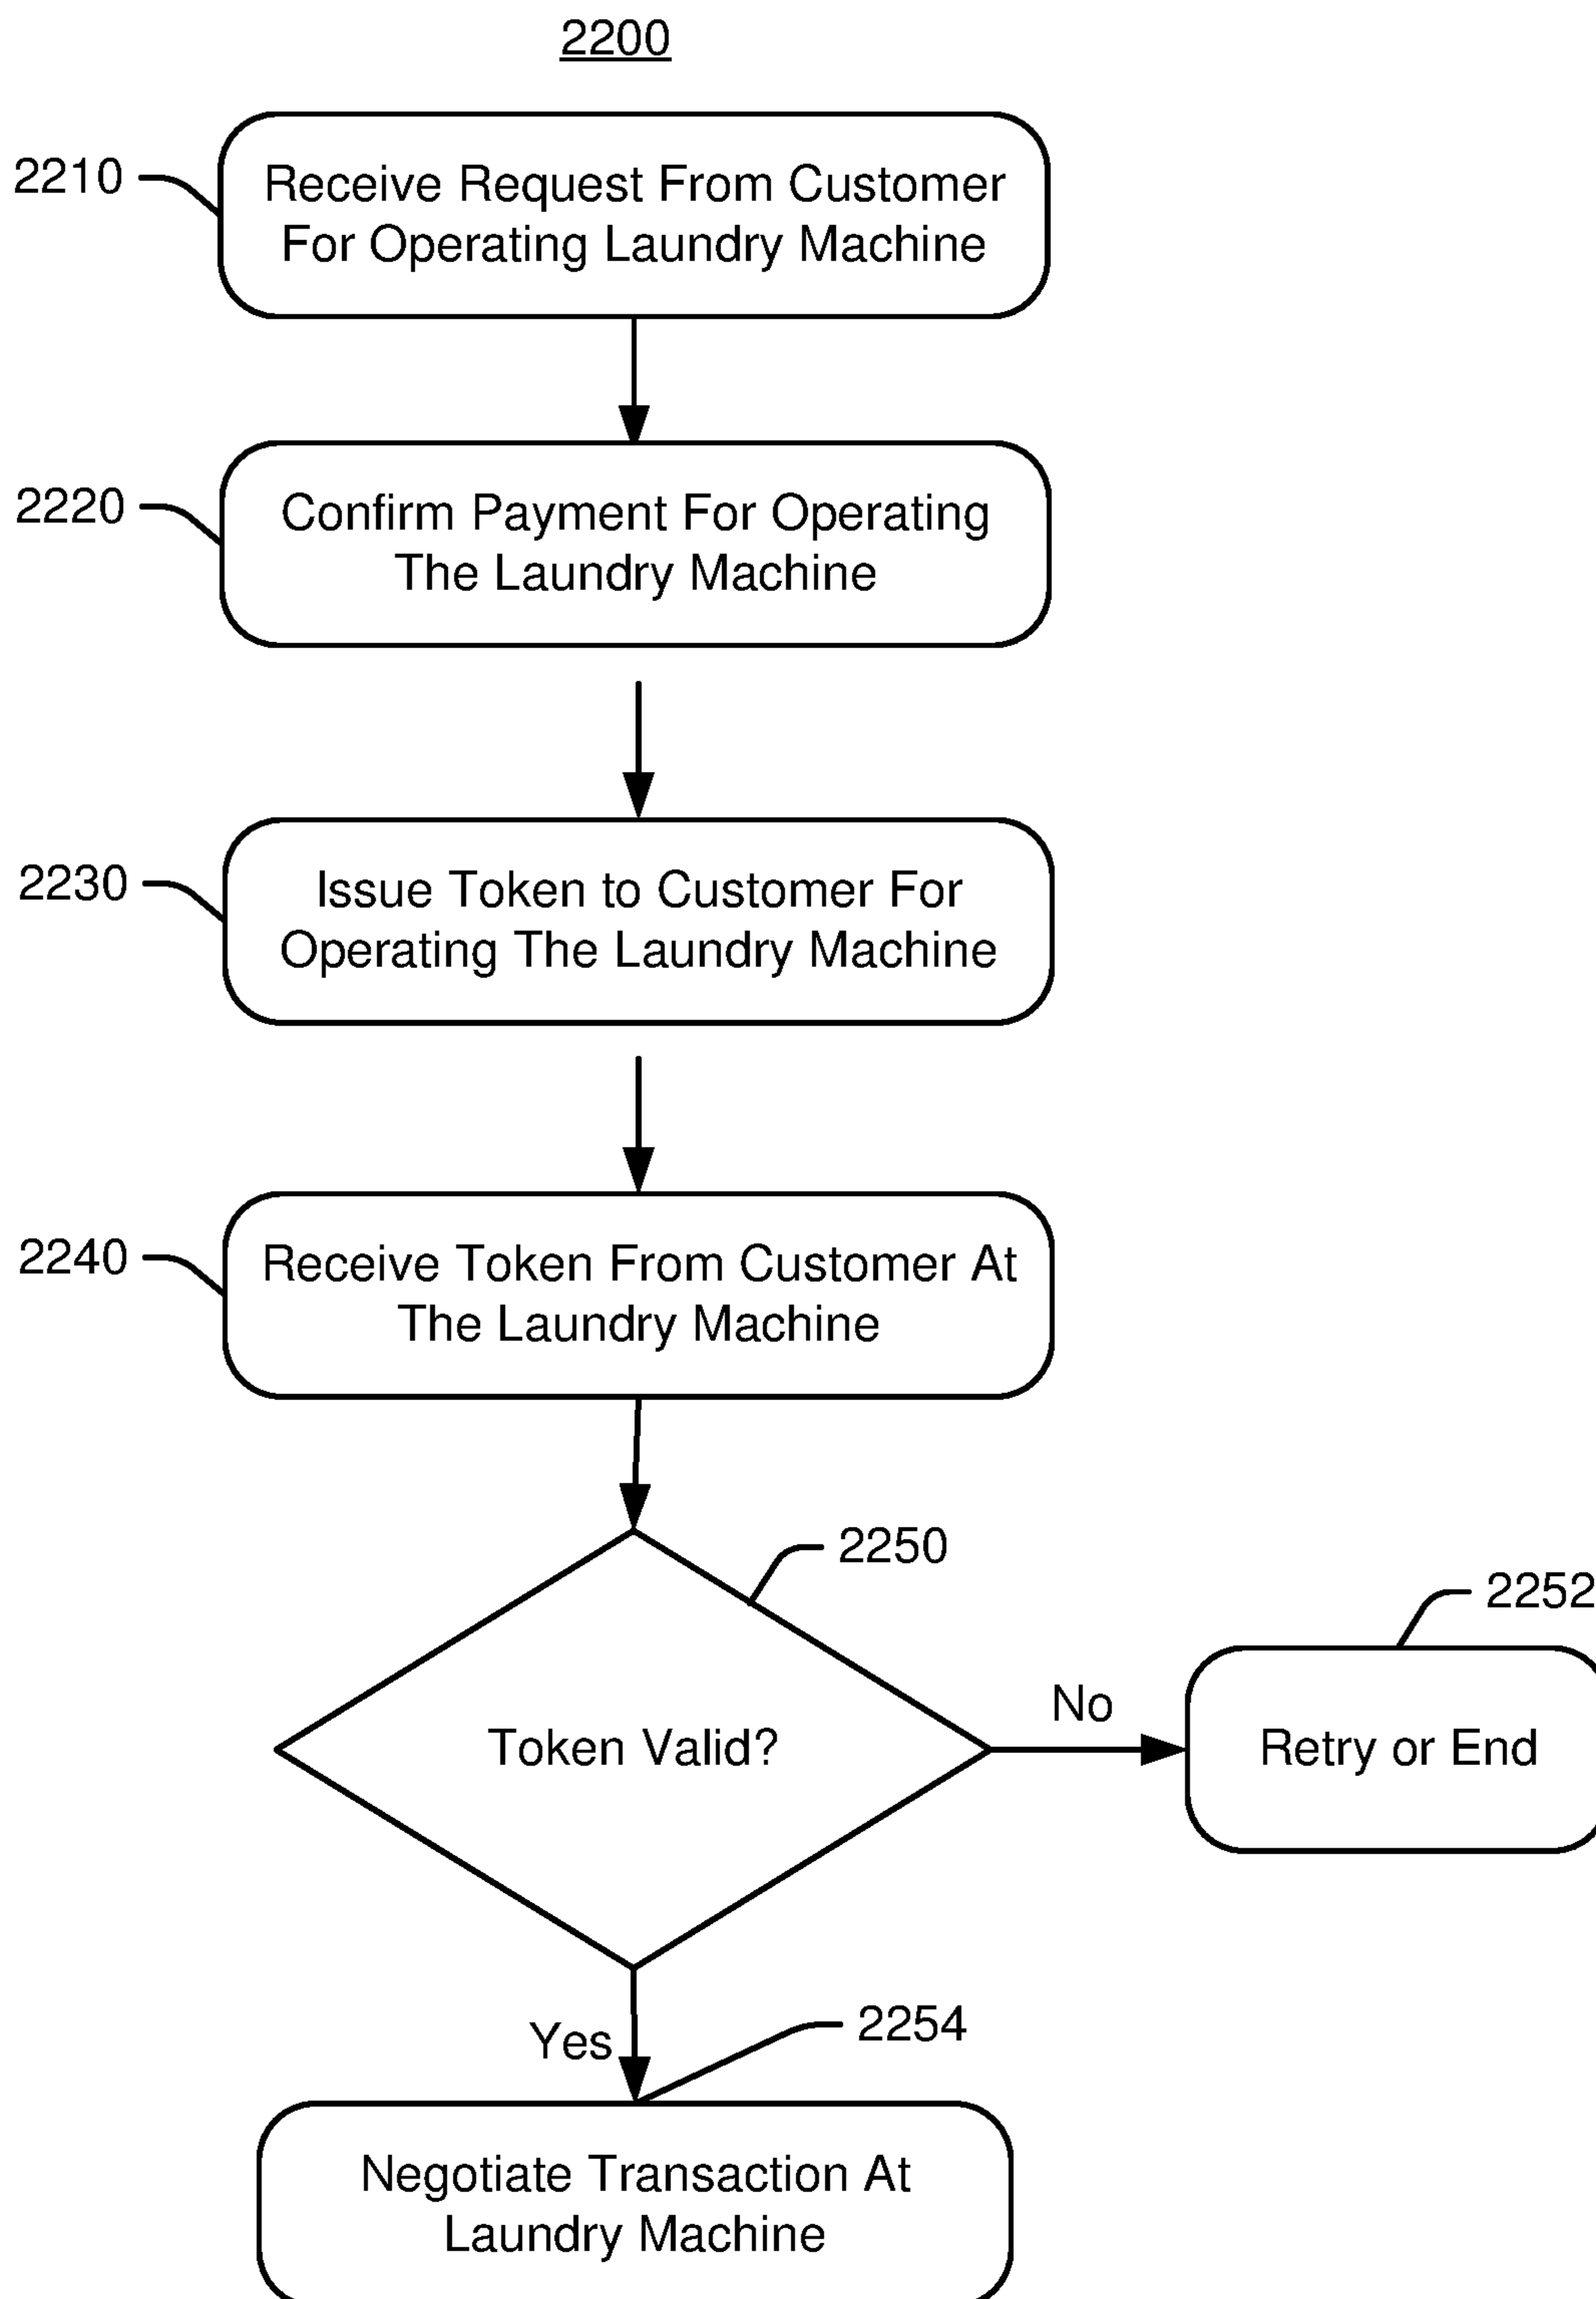 2200
2210
Receive Request From Customer
For Operating Laundry Machine
2220
Confirm Payment For Operating
The Laundry Machine
2230
Issue Token to Customer For
Operating The Laundry Machine
2240
Receive Token From Customer At
The Laundry Machine
2250
2252
Token Valid?
No
Retry or End
Yes
2254
Negotiate Transaction At
Laundry Machine